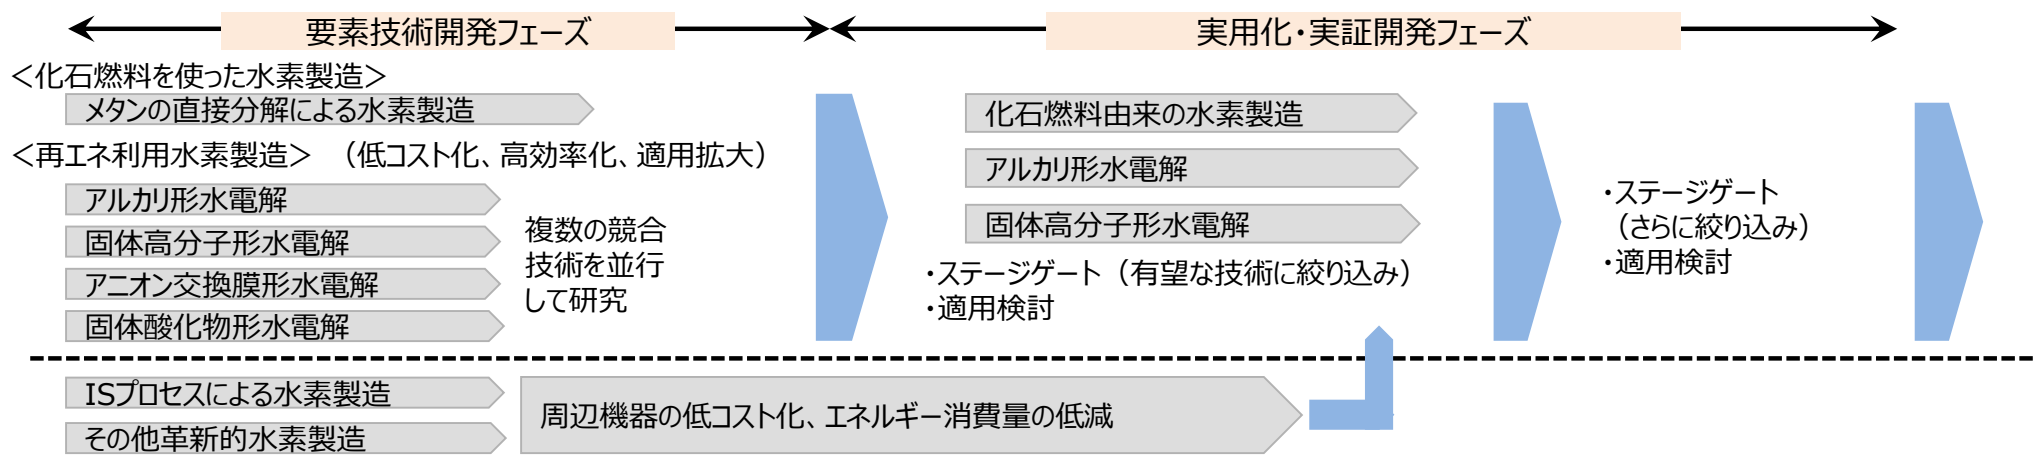 要素技術開発フェーズ
実用化・実証開発フェーズ
＜化石燃料を使った水素製造＞
メタンの直接分解による水素製造
＜再エネ利用水素製造＞　（低コスト化、高効率化、適用拡大）
アルカリ形水電解
固体高分子形水電解
アニオン交換膜形水電解
固体酸化物形水電解
複数の競合
技術を並行
して研究
化石燃料由来の水素製造
アルカリ形水電解
固体高分子形水電解
・ステージゲート（有望な技術に絞り込み）
・適用検討
・ステージゲート
（さらに絞り込み）
・適用検討
ISプロセスによる水素製造
その他革新的水素製造
周辺機器の低コスト化、エネルギー消費量の低減